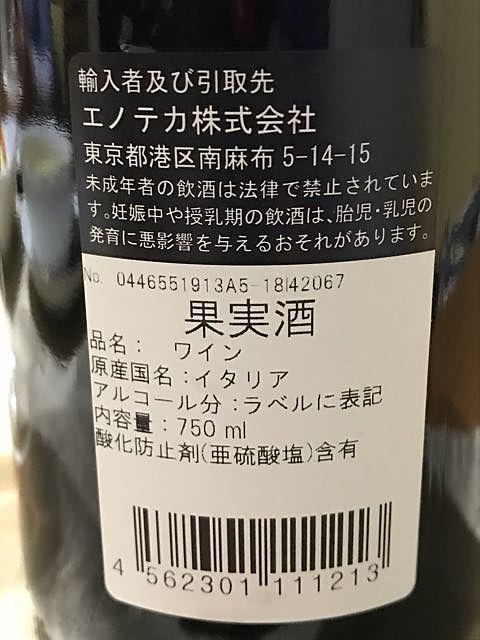 輸入者及び引取先
エノテカ株式会社
東京都港区南麻布 5-14-15
未成年者の飲酒は法律で禁止されていま
す。妊娠中や授乳期の飲酒は、胎児・乳児の
発育に悪影響を与えるおそれがあります。
No. 0446551913A5-18I42067
果実酒
品名： ワイン
原産国名：イタリア
アルコール分：ラベルに表記
内容量：750 ml
酸化防止剤(亜硫酸塩)含有
4 562301 111213